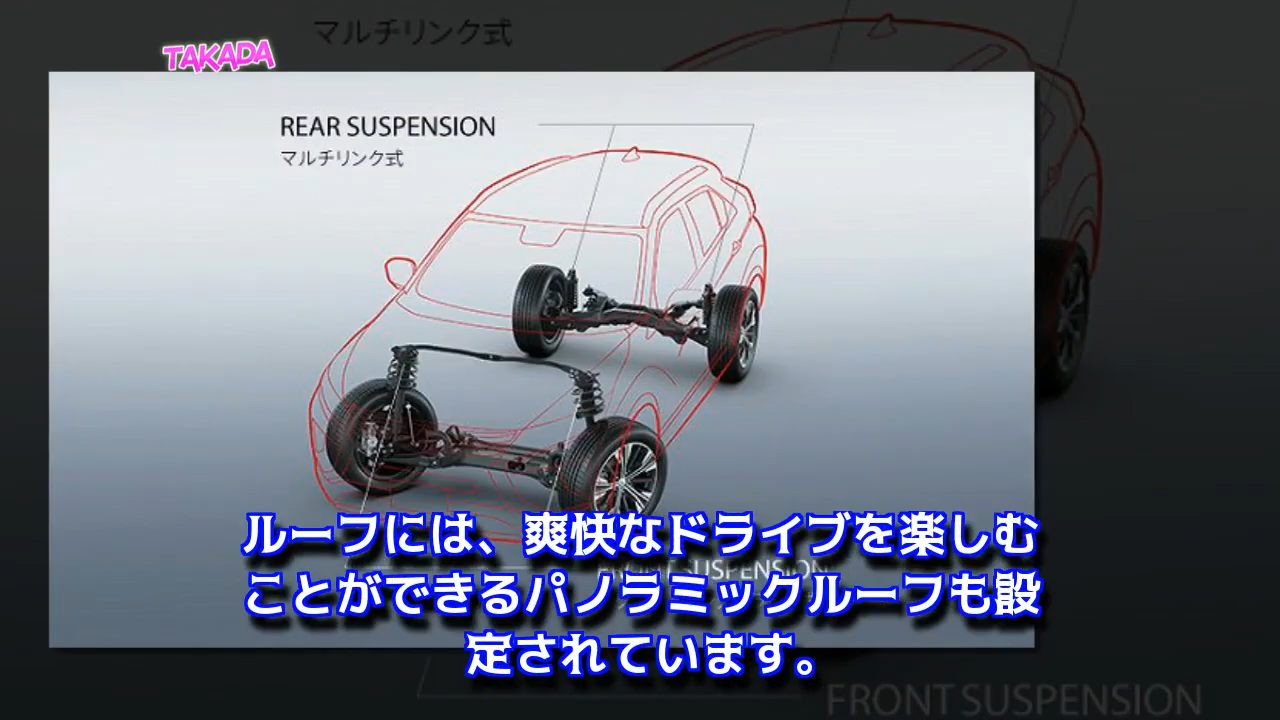 マルチリンク式
TAKADA
REAR SUSPENSION
マルチリンク式
ルーフには、爽快なドライブを楽しむ
FRONT SUSPENSION
ことができるパノラミックルーフも設
定されています。
FRONT SUSPENSION